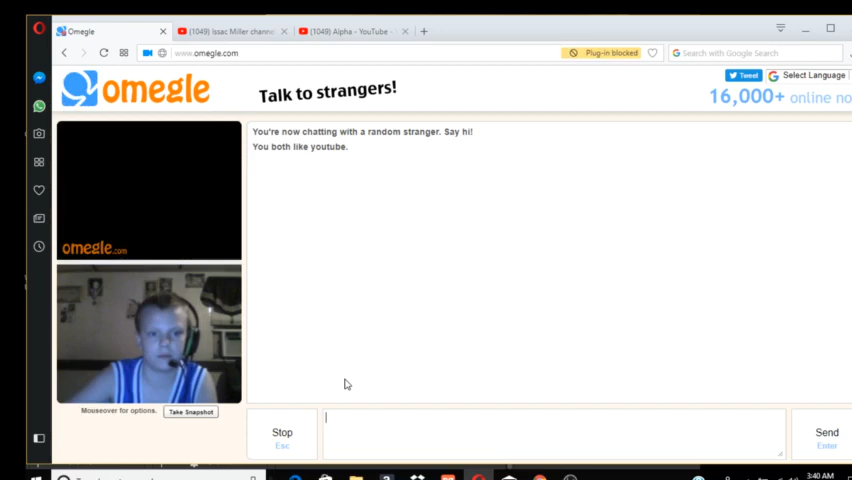 Omegle
(1049) Issac Miller channe
(1049) Alpha - YouTube -
www.omegle.com
Plug-in blocked
Search with Google Search
omegle
Talk to strangers!
Tweet
Select Language
16,000+ online no
You're now chatting with a random stranger. Say hi!
You both like youtube.
omegle.com
Mouseover for options.
Take Snapshot
Stop
Esc
Send
Enter
3:40 AM